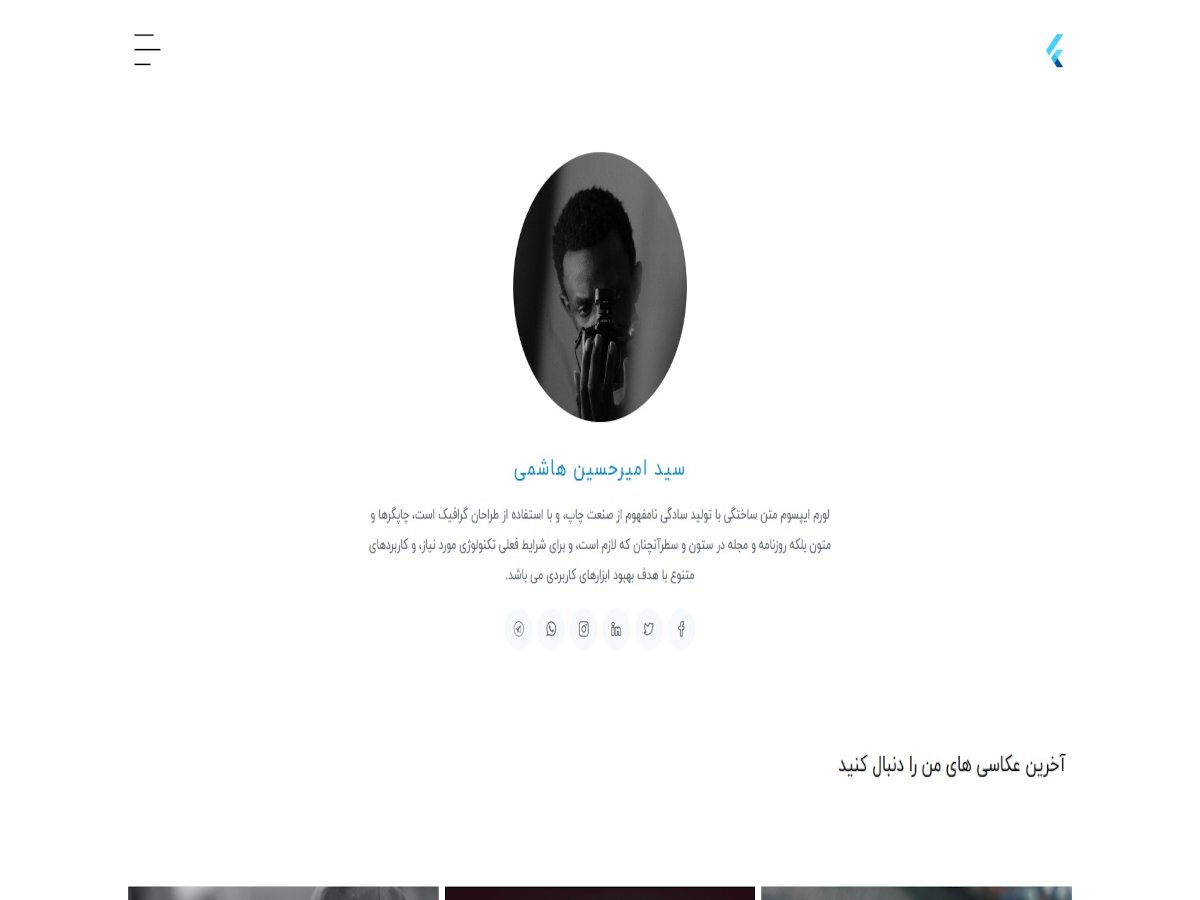 سید امیرحسین هاشمی
لورم ایپسوم متن ساختگی با تولید سادگی نامفهوم از صنعت چاپ، و با استفاده از طراحان گرافیک است، چاپگرها و
متون بلکه روزنامه و مجله در ستون و سطرآنچنان که لازم است، و برای شرایط فعلی تکنولوژی مورد نیاز، و کاربردهای
متنوع با هدف بهبود ابزارهای کاربردی می باشد.
آخرین عکاسی های من را دنبال کنید